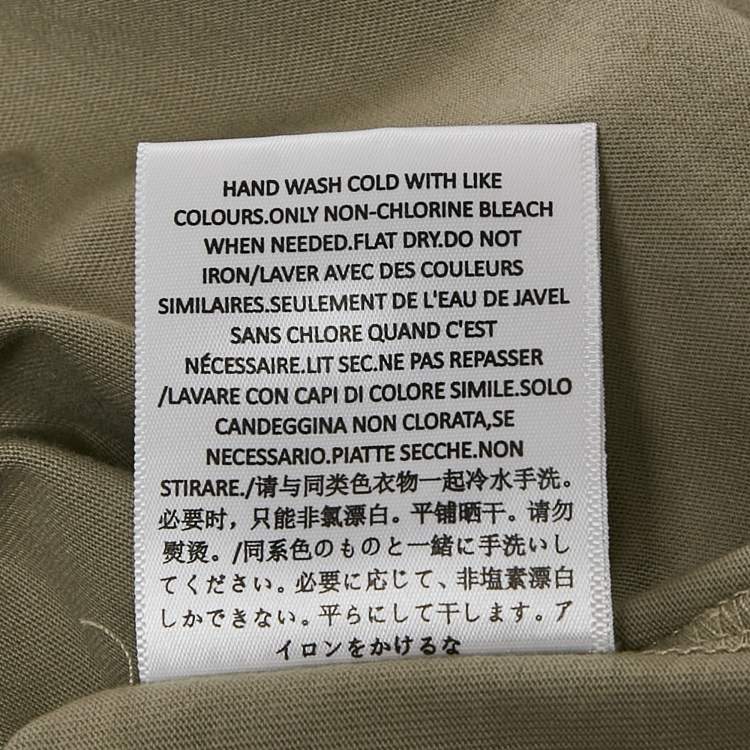 HAND WASH COLD WITH LIKE
COLOURS.ONLY NON-CHLORINE BLEACH
WHEN NEEDED.FLAT DRY.DO NOT
IRON/LAVER AVEC DES COULEURS
SIMILAIRES.SEULEMENT DE L'EAU DE JAVEL
SANS CHLORE QUAND C'EST
NÉCESSAIRE.LIT SEC.NE PAS REPASSER
/LAVARE CON CAPI DI COLORE SIMILE.SOLO
CANDEGGINA NON CLORATA,SE
NECESSARIO.PIATTE SECCHE.NON
STIRARE./请与同类色衣物一起冷水手洗。
必要时，只能非氯漂白。平铺晒干。请勿
熨烫。/同系色のものと一緒に手洗いし
てください。必要に応じて、非塩素漂白
しかできない。平らにして干します。ア
イロンをかけるな